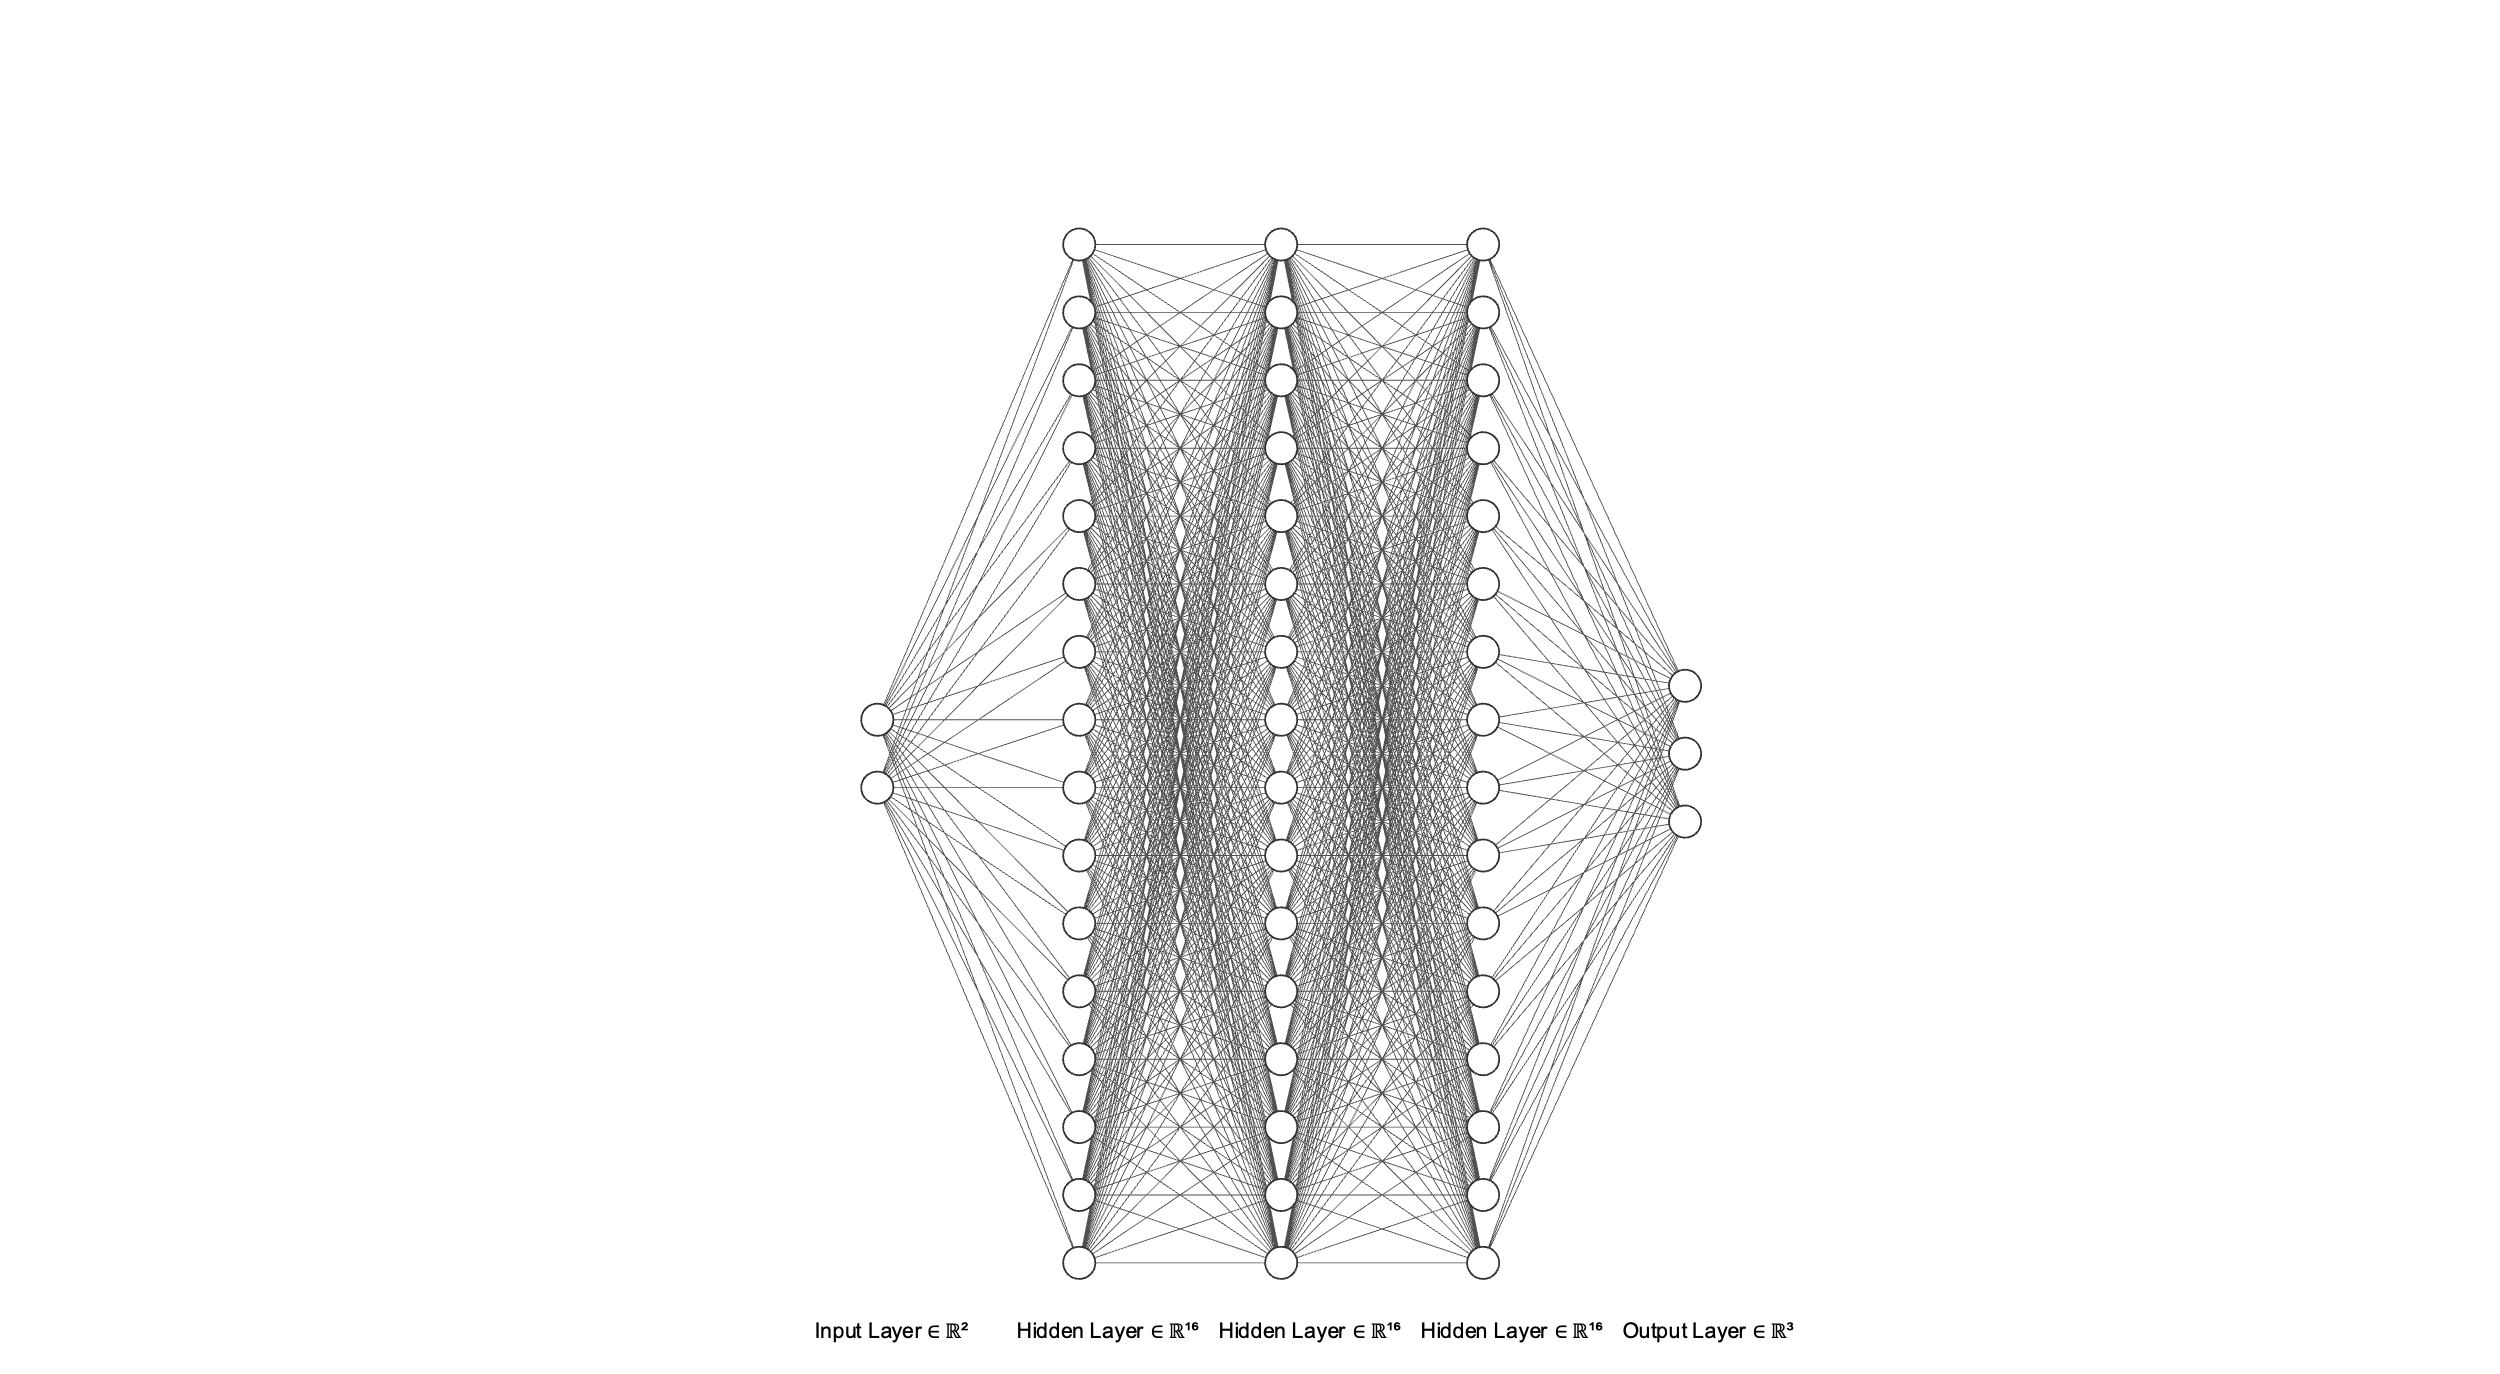 Input Layer ∈ ℝ² Hidden Layer ∈ ℝ¹⁶ Hidden Layer ∈ ℝ¹⁶ Hidden Layer ∈ ℝ¹⁶ Output Layer ∈ ℝ³